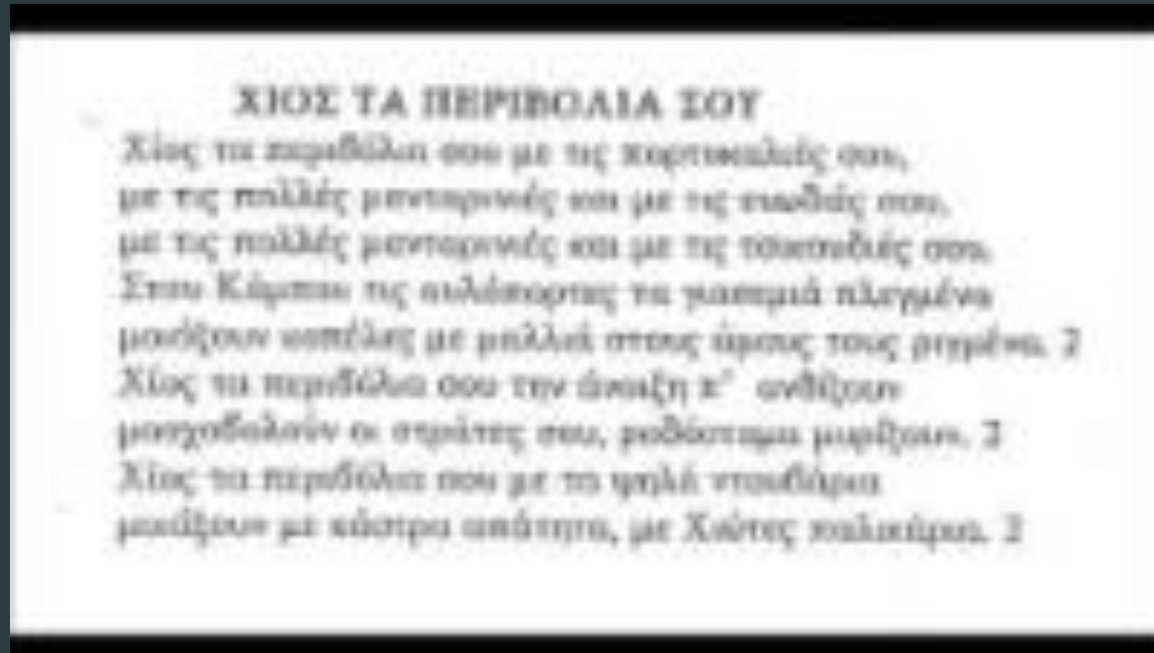 ΧΙΟΣ ΤΑ ΠΕΡΙΒΟΛΙΑ ΣΟΥ
Χίος τα περιβόλια σου με τις πορτοκαλιές σου,
με τις πολλές μανταρινιές και με τις ευωδιές σου,
με τις πολλές μανταρινιές και με τις τσικουδιές σου.
Στου Κάμπου τις αυλόπορτες τα γιασεμιά πλεγμένα
μοιάζουν κοπέλες με μαλλιά στους ώμους τους ριγμένα. 2
Χίος τα περιβόλια σου την άνοιξη π' ανθίζουν
μοσχοβολούν οι στράτες σου, ροδόσταμα μυρίζουν. 2
Χίος τα περιβόλια σου με τα ψηλά ντουβάρια
μοιάζουν με κάστρα απάτητα, με Χιώτες παλικάρια. 2